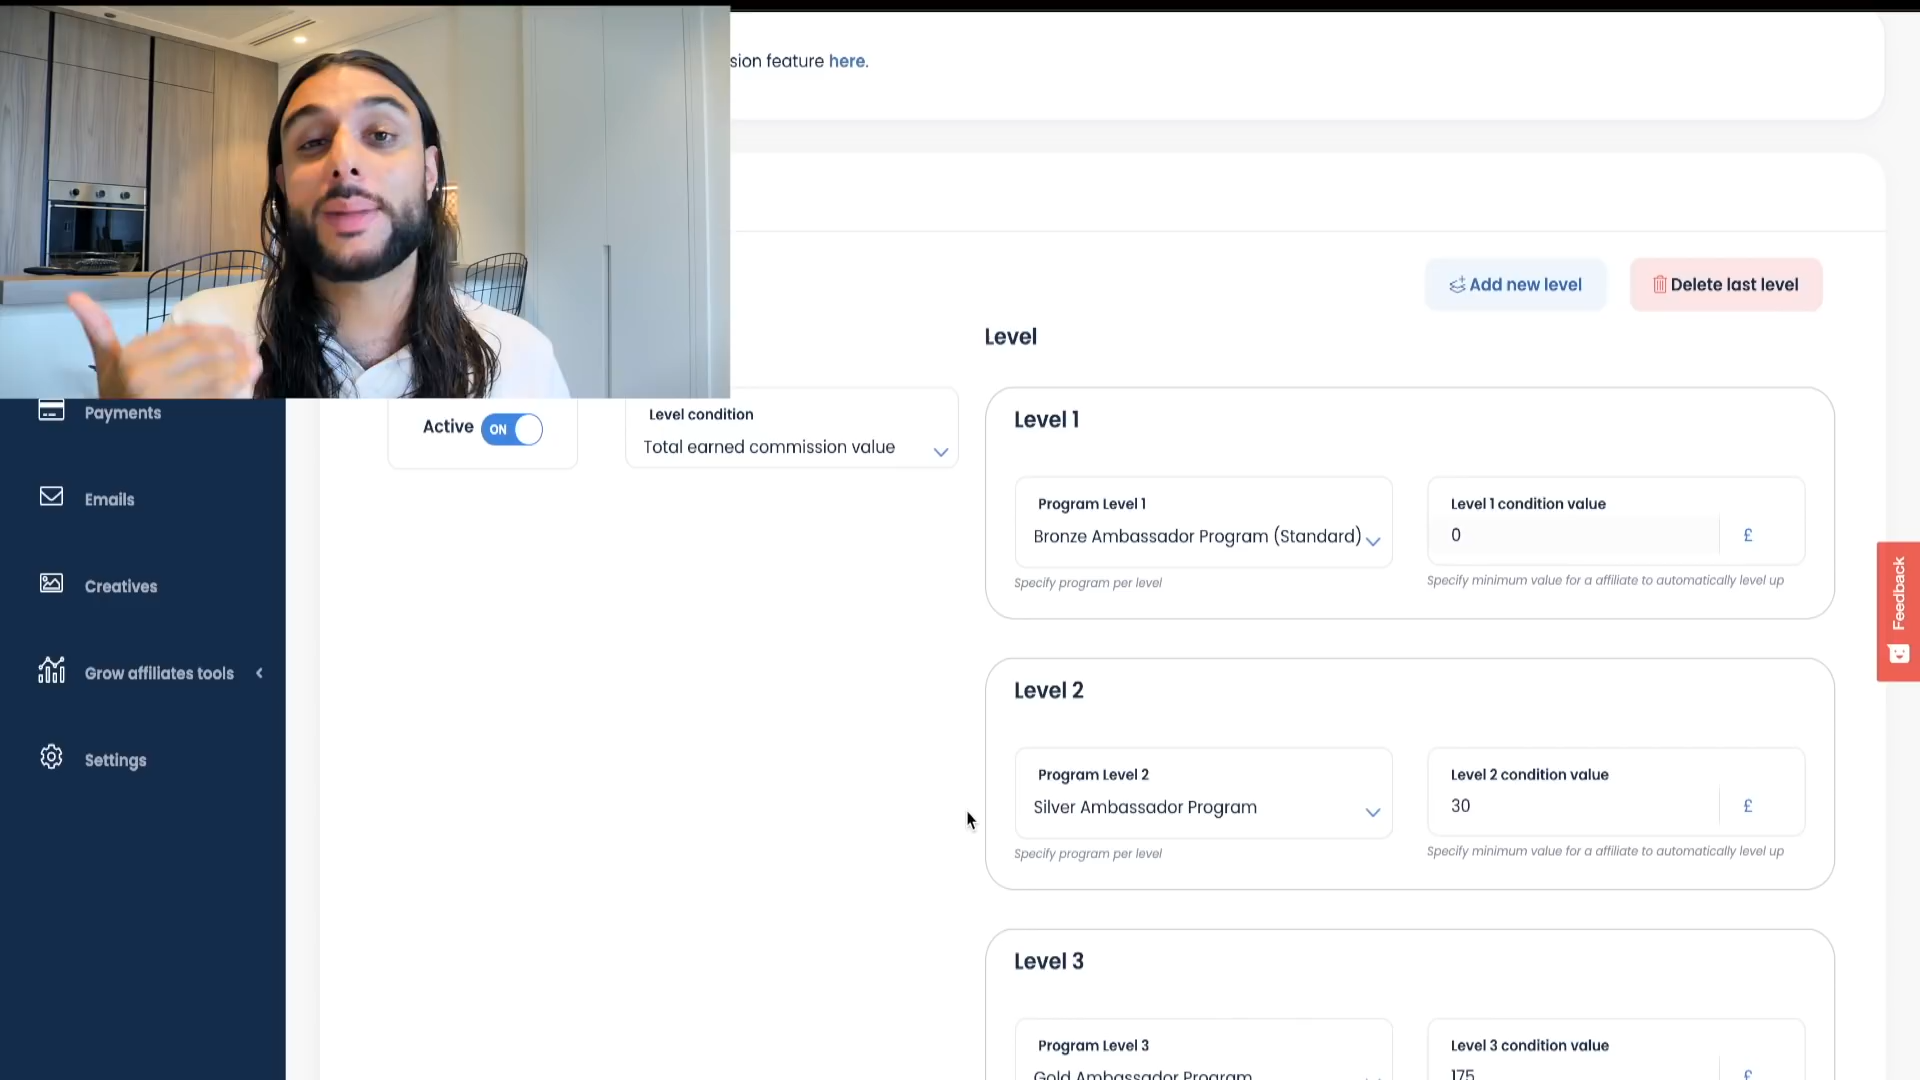 sion feature here.
Add new level
Delete last level
Level
Payments
Emails
Creatives
Grow affiliates tools
Settings
Active ON
Level condition
Total earned commission value
Level 1
Program Level 1
Bronze Ambassador Program (Standard)
Specify program per level
Level 1 condition value
0 £
Specify minimum value for a affiliate to automatically level up
Level 2
Program Level 2
Silver Ambassador Program
Specify program per level
Level 2 condition value
30 £
Specify minimum value for a affiliate to automatically level up
Level 3
Program Level 3
Gold Ambassador Program
Level 3 condition value
175 £
Feedback